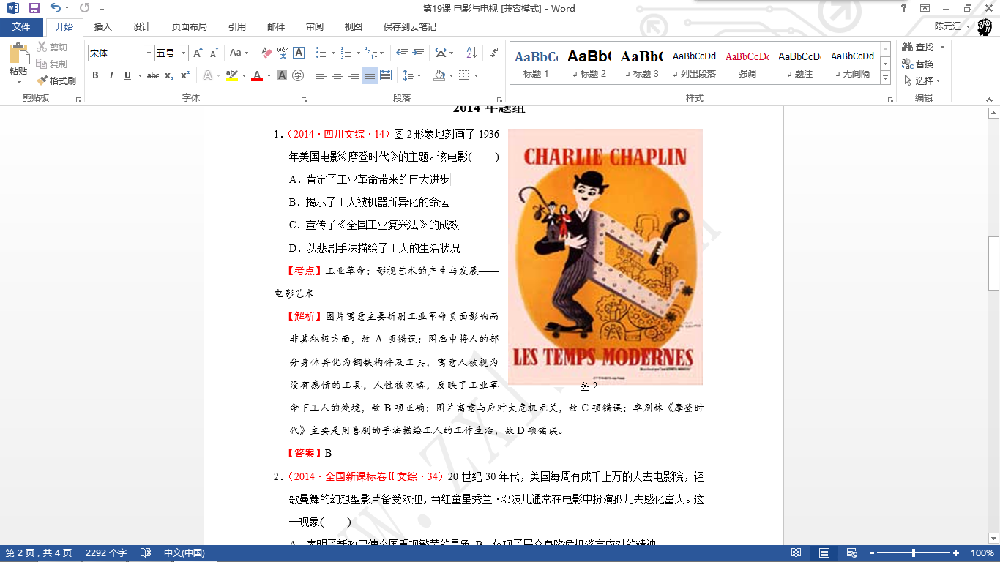 第19课 电影与电视 [兼容模式] - Word
文件 开始 插入 设计 页面布局 引用 邮件 审阅 视图 保存到云笔记 陈元江
粘贴 剪切 复制 格式刷 剪贴板
宋体 五号 字体
段落
AaBbCc 标题 1
AaBbC 标题 2
AaBbC 标题 3
AaBbCcDd 列出段落
AaBbCcDc 强调
AaBbCcDd 题注
AaBbCcDd 无间隔
样式
查找 替换 选择 编辑
2014 年题组
1.(2014·四川文综·14)图 2 形象地刻画了 1936
年美国电影《摩登时代》的主题。该电影( )
A．肯定了工业革命带来的巨大进步
B．揭示了工人被机器所异化的命运
C．宣传了《全国工业复兴法》的成效
D．以悲剧手法描绘了工人的生活状况
【考点】工业革命；影视艺术的产生与发展——
电影艺术
【解析】图片寓意主要折射工业革命负面影响而
非其积极方面，故 A 项错误；图画中将人的部
分身体异化为钢铁构件及工具，寓意人被视为
没有感情的工具，人性被忽略，反映了工业革
命下工人的处境，故 B 项正确；图片寓意与应对大危机无关，故 C 项错误；卓别林《摩登时
代》主要是用喜剧的手法描绘工人的工作生活，故 D 项错误。
【答案】B
CHARLIE CHAPLIN
LES TEMPS MODERNES
图 2
2.(2014·全国新课标卷Ⅱ文综·34)20 世纪 30 年代，美国每周有成千上万的人去电影院，轻
歌曼舞的幻想型影片备受欢迎，当红童星秀兰·邓波儿通常在电影中扮演孤儿去感化富人。这
一现象( )
A．表明了新政已使全国重现繁荣的景象 B．体现了民众身陷危机淡定应对的精神
第 2 页 , 共 4 页 2292 个字 中文(中国) 100%